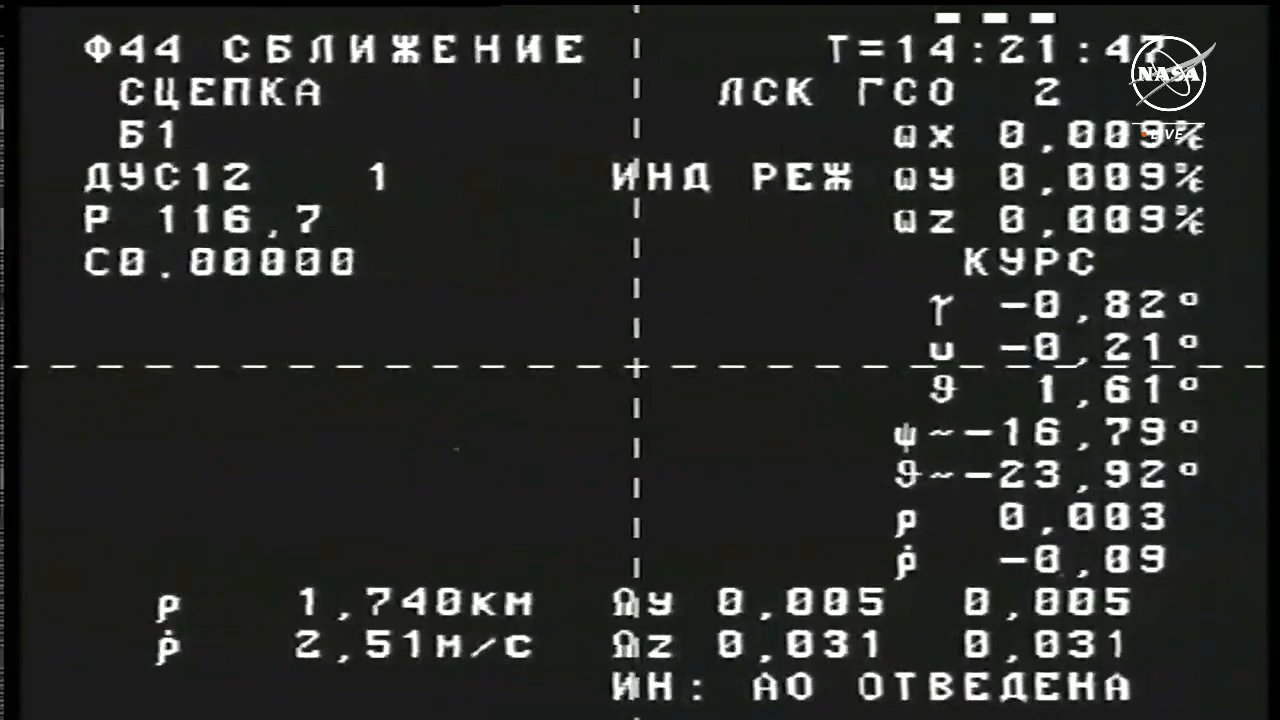 Ф44 СБЛИЖЕНИЕ T=14:21:47
СЦЕПКА ЛСК ГСО 2
NASA
LIVE
Б1 ωX 0,009%
ДУС12 1 ИНД РЕЖ ωУ 0,009%
Р 116,7 ωZ 0,009%
С0.00000 КУРС
γ -0,82°
u -0,21°
ϑ 1,61°
ψ~-16,79°
ϑ~-23,92°
ρ 0,003
ρ̇ -0,09
ρ 1,740КМ ΩУ 0,005 0,005
ρ̇ 2,51М/С ΩZ 0,031 0,031
ИН: АО ОТВЕДЕНА